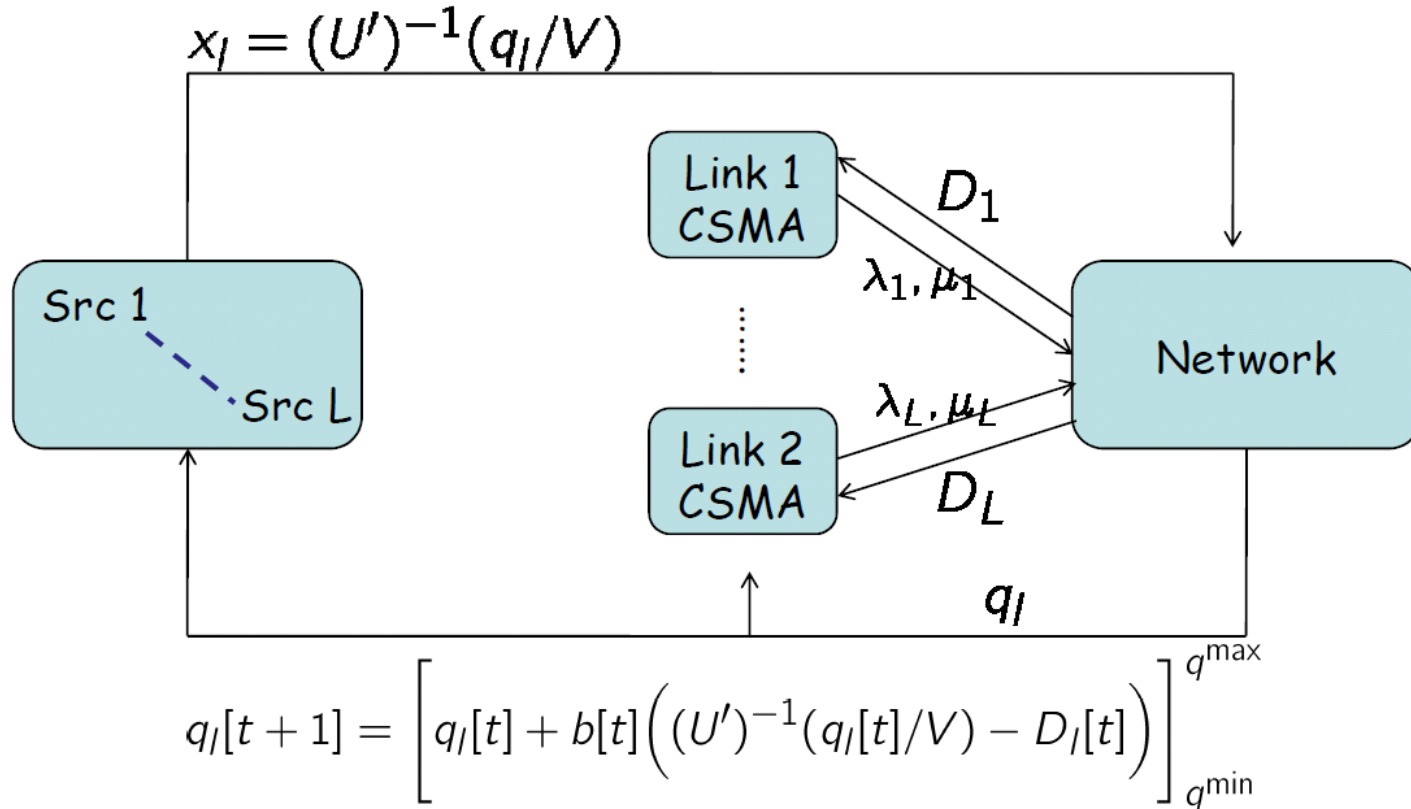 x_l = (U')^{-1}(q_l/V)
Link 1
CSMA
D_1
λ_1, μ_1
Src 1
Src L
......
Network
λ_L, μ_L
Link 2
CSMA
D_L
q_l
q_l[t + 1] = [q_l[t] + b[t]((U')^{-1}(q_l[t]/V) − D_l[t])]_{q^{min}}^{q^{max}}